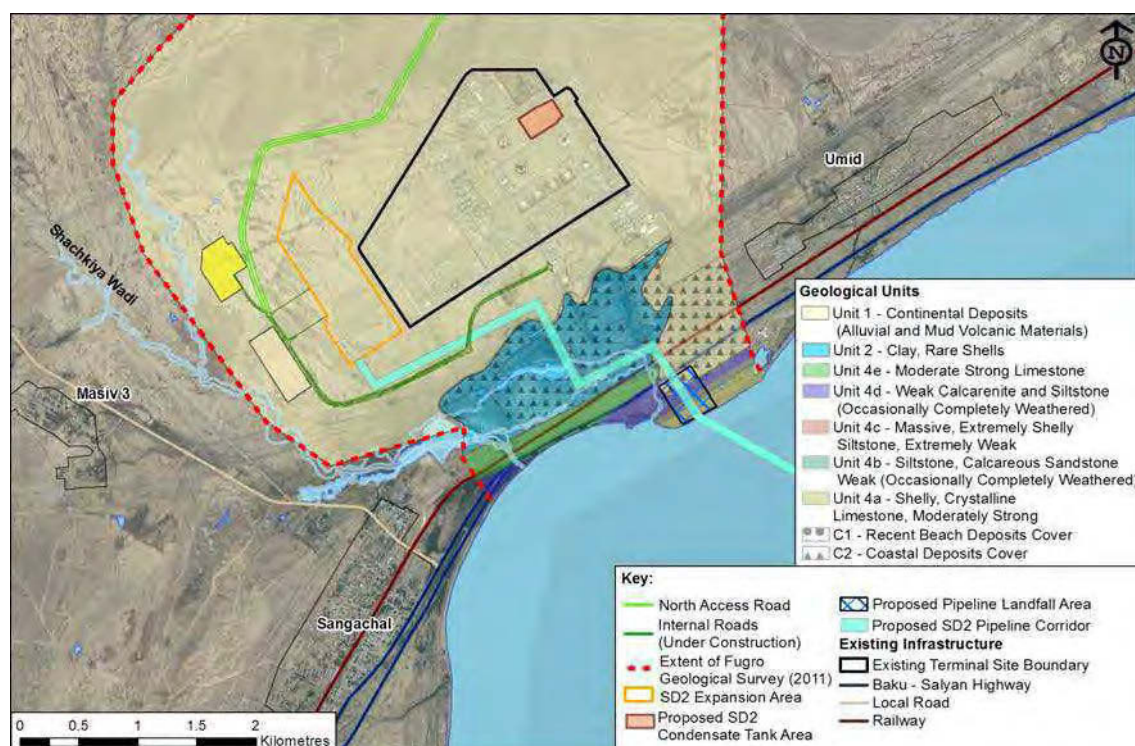 N
Umid
Shachkiya Wadi
Masiv 3
Sangachal
Geological Units
Unit 1 - Continental Deposits
(Alluvial and Mud Volcanic Materials)
Unit 2 - Clay, Rare Shells
Unit 4e - Moderate Strong Limestone
Unit 4d - Weak Calcarenite and Siltstone
(Occasionally Completely Weathered)
Unit 4c - Massive, Extremely Shelly
Siltstone, Extremely Weak
Unit 4b - Siltstone, Calcareous Sandstone
Weak (Occasionally Completely Weathered)
Unit 4a - Shelly, Crystalline
Limestone, Moderately Strong
C1 - Recent Beach Deposits Cover
C2 - Coastal Deposits Cover
Key:
North Access Road
Internal Roads
(Under Construction)
Extent of Fugro
Geological Survey (2011)
SD2 Expansion Area
Proposed SD2
Condensate Tank Area
Proposed Pipeline Landfall Area
Proposed SD2 Pipeline Corridor
Existing Infrastructure
Existing Terminal Site Boundary
Baku - Salyan Highway
Local Road
Railway
0 0.5 1 1.5 2
Kilometres